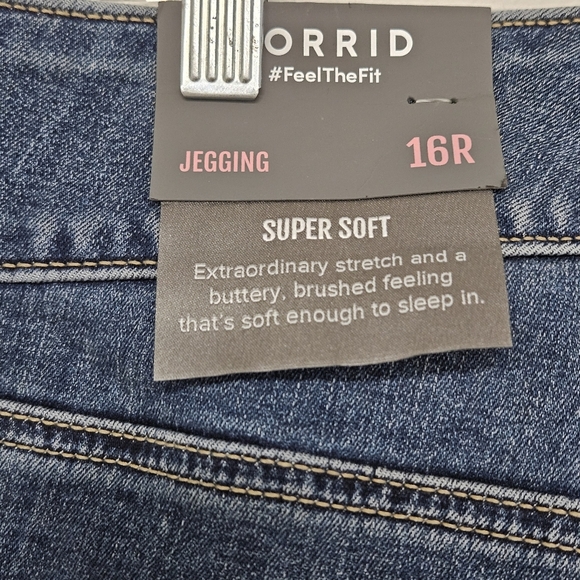 ORRID
#FeelTheFit
JEGGING 16R
SUPER SOFT
Extraordinary stretch and a
buttery, brushed feeling
that's soft enough to sleep in.